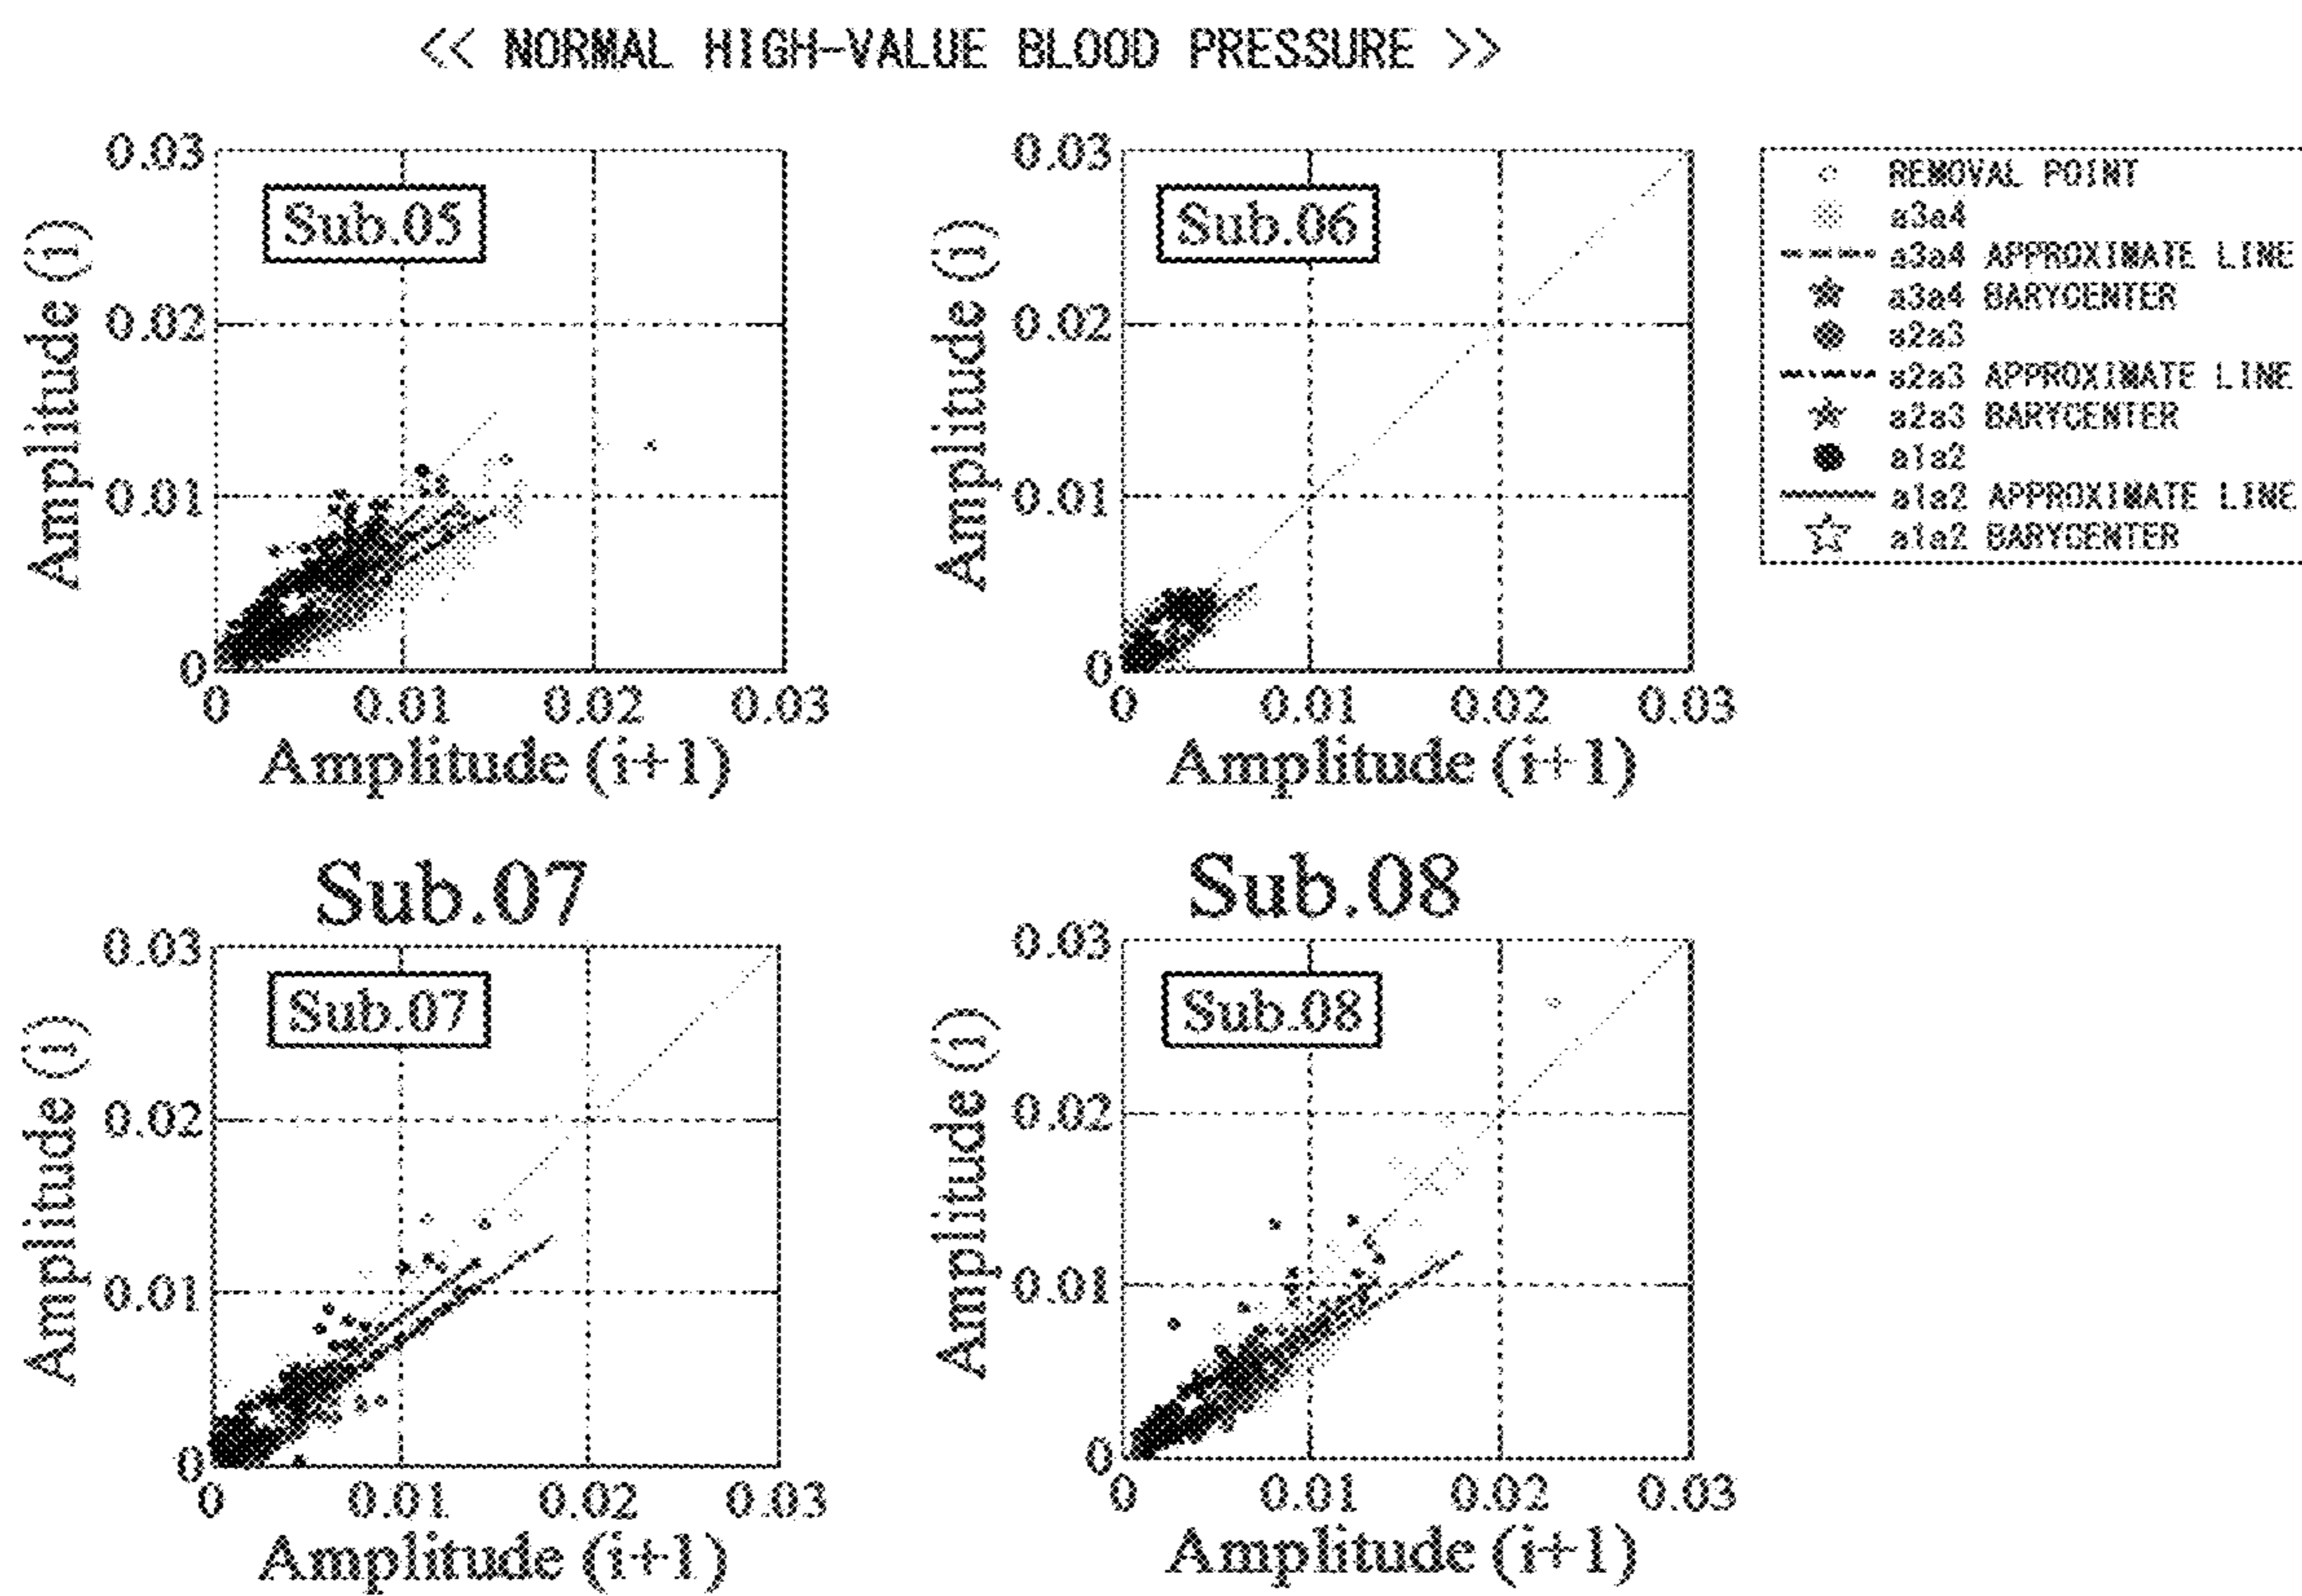 << NORMAL HIGH-VALUE BLOOD PRESSURE >>
0.03
Sub.05
0.02
0.01
0
Amplitude (i)
0 0.01 0.02 0.03
Amplitude (i+1)
0.03
Sub.06
0.02
0.01
0
Amplitude (i)
0 0.01 0.02 0.03
Amplitude (i+1)
REMOVAL POINT
a3a4
a3a4 APPROXIMATE LINE
a3a4 BARYCENTER
a2a3
a2a3 APPROXIMATE LINE
a2a3 BARYCENTER
a1a2
a1a2 APPROXIMATE LINE
a1a2 BARYCENTER
Sub.07
0.03
Sub.07
0.02
0.01
0
Amplitude (i)
0 0.01 0.02 0.03
Amplitude (i+1)
Sub.08
0.03
Sub.08
0.02
0.01
0
Amplitude (i)
0 0.01 0.02 0.03
Amplitude (i+1)